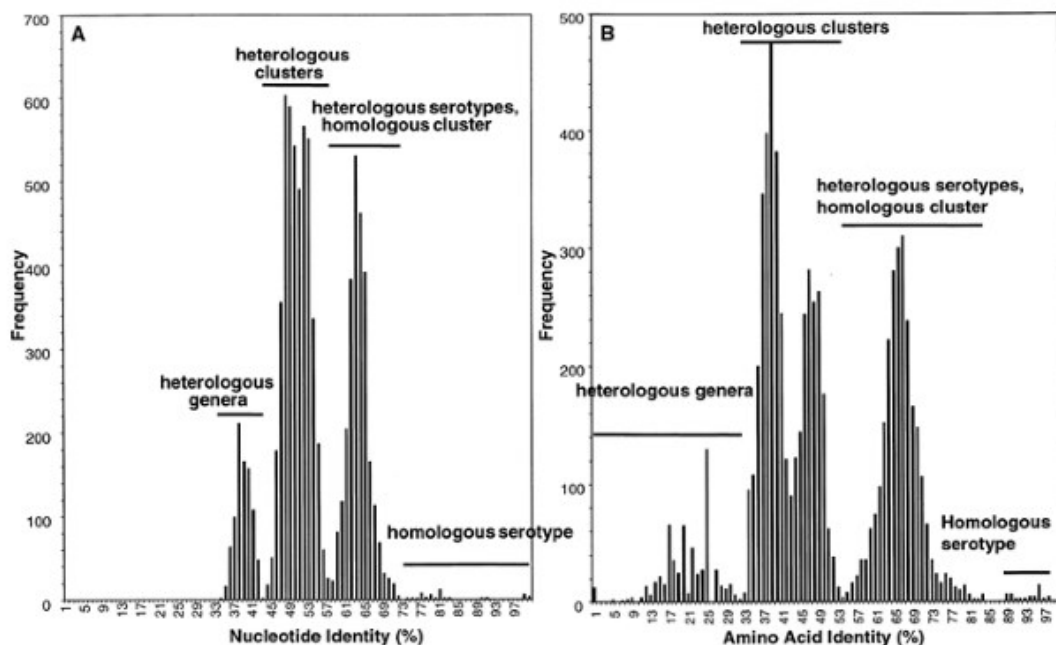 A
700
600
500
400
300
200
100
0
Frequency
heterologous
clusters
heterologous serotypes,
homologous cluster
heterologous
genera
homologous serotype
1 5 9 13 17 21 25 29 33 37 41 45 49 53 57 61 65 69 73 77 81 85 89 93 97
Nucleotide Identity (%)
B
500
400
300
200
100
0
Frequency
heterologous clusters
heterologous serotypes,
homologous cluster
heterologous genera
Homologous
serotype
1 5 9 13 17 21 25 29 33 37 41 45 49 53 57 61 65 69 73 77 81 85 89 93 97
Amino Acid Identity (%)